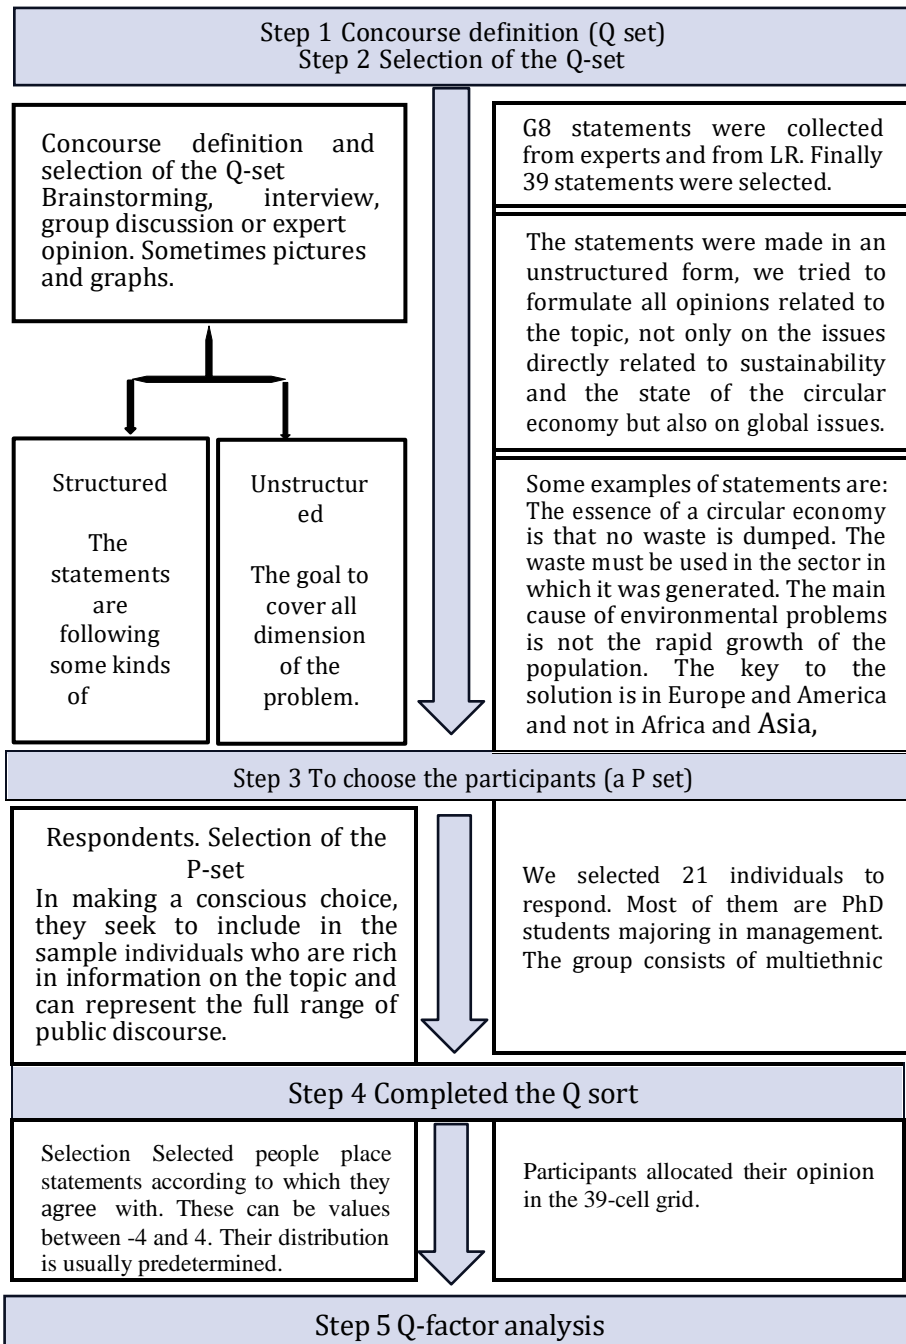 Step 1 Concourse definition (Q set)
Step 2 Selection of the Q-set
Concourse definition and
selection of the Q-set
Brainstorming, interview,
group discussion or expert
opinion. Sometimes pictures
and graphs.
G8 statements were collected
from experts and from LR. Finally
39 statements were selected.
The statements were made in an
unstructured form, we tried to
formulate all opinions related to
the topic, not only on the issues
directly related to sustainability
and the state of the circular
economy but also on global issues.
Structured
The
statements
are
following
some kinds
of
Unstructur
ed
The goal to
cover all
dimension
of the
problem.
Some examples of statements are:
The essence of a circular economy
is that no waste is dumped. The
waste must be used in the sector in
which it was generated. The main
cause of environmental problems
is not the rapid growth of the
population. The key to the
solution is in Europe and America
and not in Africa and Asia,
Step 3 To choose the participants (a P set)
Respondents. Selection of the
P-set
In making a conscious choice,
they seek to include in the
sample individuals who are rich
in information on the topic and
can represent the full range of
public discourse.
We selected 21 individuals to
respond. Most of them are PhD
students majoring in management.
The group consists of multiethnic
Step 4 Completed the Q sort
Selection Selected people place
statements according to which they
agree with. These can be values
between -4 and 4. Their distribution
is usually predetermined.
Participants allocated their opinion
in the 39-cell grid.
Step 5 Q-factor analysis